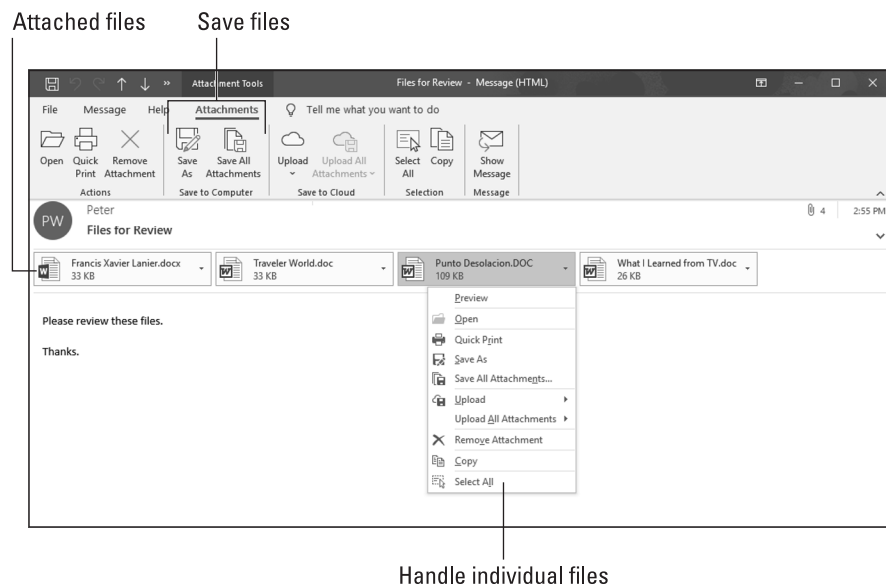 Attached files Save files
Attachment Tools Files for Review - Message (HTML)
File Message Help Attachments Tell me what you want to do
Open Quick Print Remove Attachment Save As Save All Attachments Upload Upload All Attachments Select All Copy Show Message
Actions Save to Computer Save to Cloud Selection Message
PW Peter 4 2:55 PM
Files for Review
Francis Xavier Lanier.docx Traveler World.doc Punto Desolacion.DOC What I Learned from TV.doc
33 KB 33 KB 109 KB 26 KB
Please review these files.
Thanks.
Preview
Open
Quick Print
Save As
Save All Attachments...
Upload
Upload All Attachments
Remove Attachment
Copy
Select All
Handle individual files